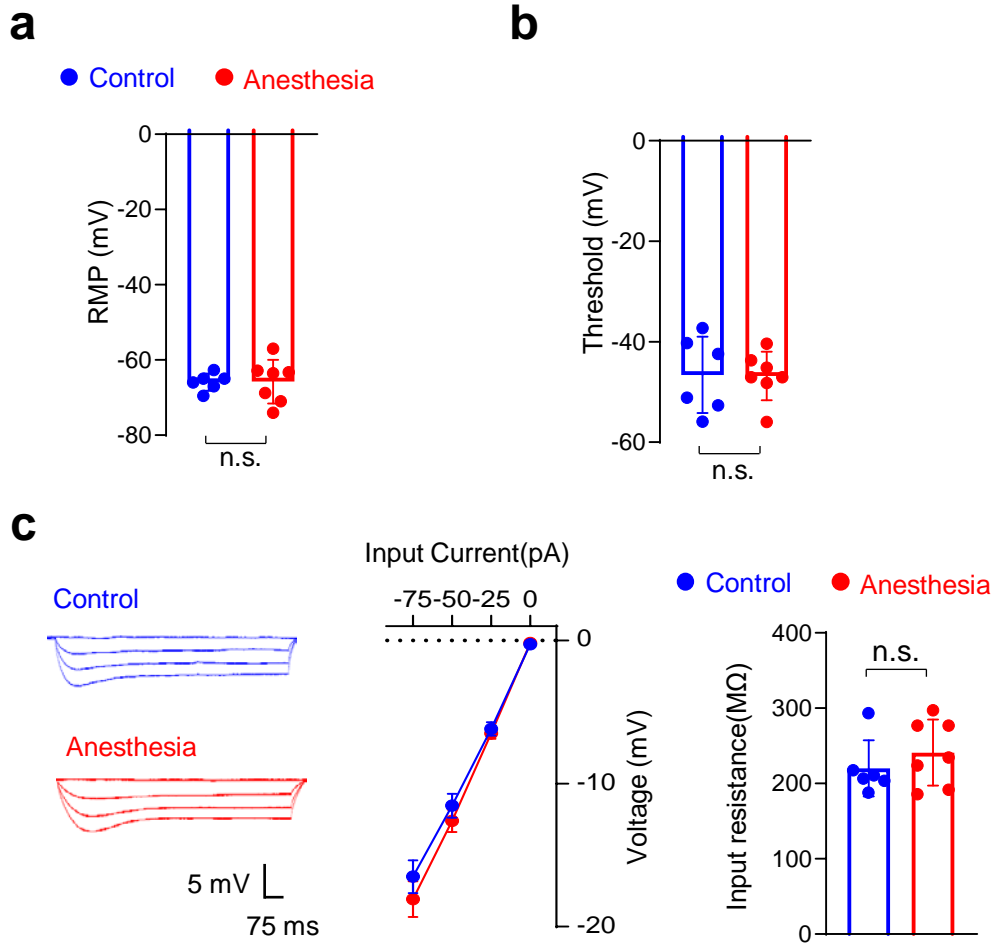 a
Control
Anesthesia
RMP (mV)
0
-20
-40
-60
-80
n.s.
b
Threshold (mV)
0
-20
-40
-60
n.s.
c
Control
Anesthesia
5 mV
75 ms
Input Current(pA)
-75-50-25 0
0
-10
-20
Voltage (mV)
Control
Anesthesia
Input resistance(MΩ)
400
300
200
100
0
n.s.